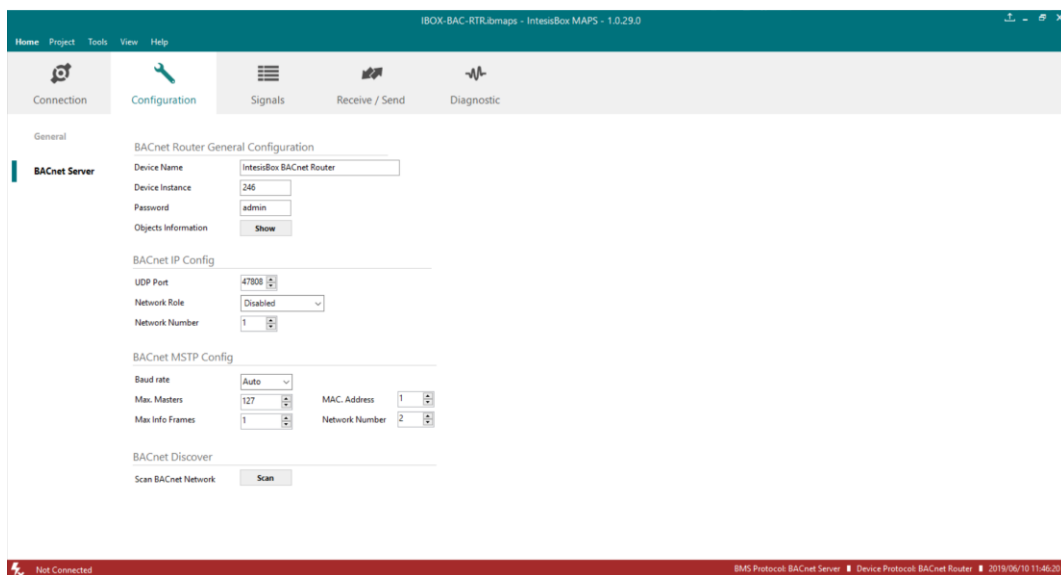 IBOX-BAC-RTR.ibmaps - IntesisBox MAPS - 1.0.29.0
Home Project Tools View Help
Connection Configuration Signals Receive / Send Diagnostic
General
BACnet Server
BACnet Router General Configuration
Device Name IntesisBox BACnet Router
Device Instance 246
Password admin
Objects Information Show
BACnet IP Config
UDP Port 47808
Network Role Disabled
Network Number 1
BACnet MSTP Config
Baud rate Auto
Max. Masters 127 MAC. Address 1
Max Info Frames 1 Network Number 2
BACnet Discover
Scan BACnet Network Scan
Not Connected BMS Protocol: BACnet Server Device Protocol: BACnet Router 2019/06/10 11:46:20